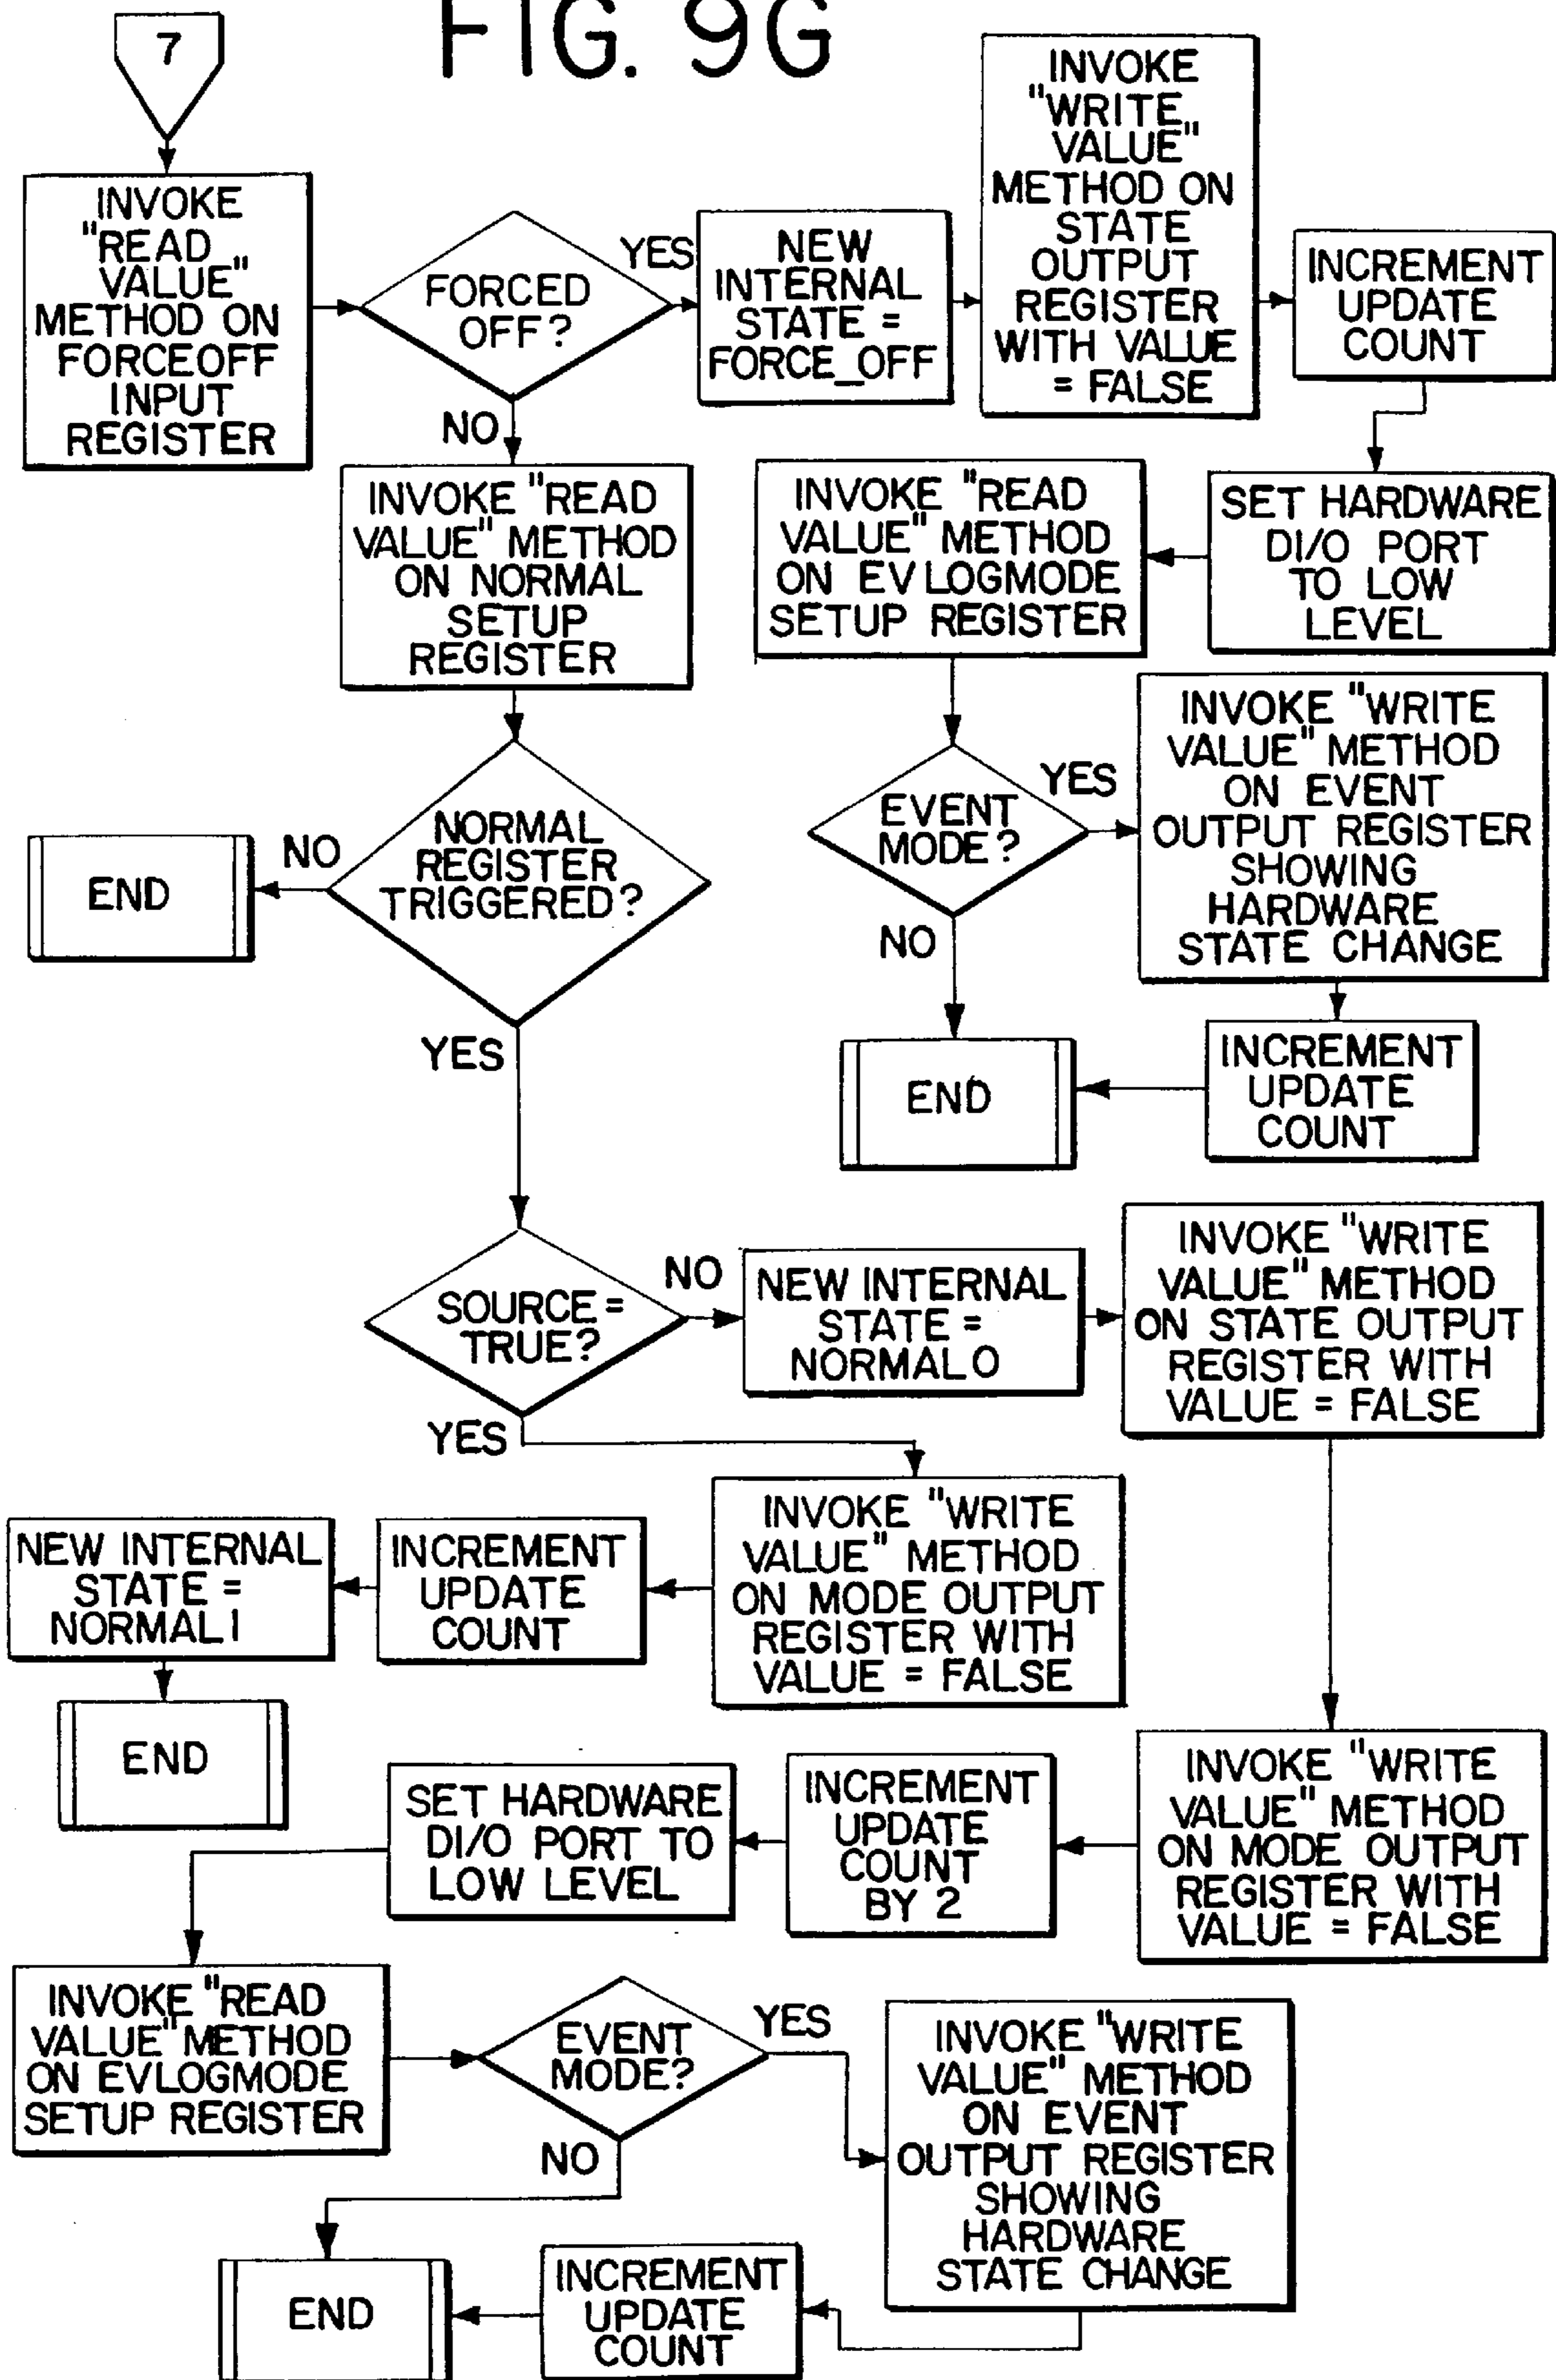 FIG. 9G
7
INVOKE
"READ
VALUE"
METHOD ON
FORCEOFF
INPUT
REGISTER
FORCED
OFF?
YES
NO
NEW
INTERNAL
STATE =
FORCE_OFF
INVOKE
"WRITE
VALUE"
METHOD ON
STATE
OUTPUT
REGISTER
WITH VALUE
= FALSE
INCREMENT
UPDATE
COUNT
SET HARDWARE
DI/O PORT
TO LOW
LEVEL
INVOKE "READ
VALUE" METHOD
ON EVLOGMODE
SETUP REGISTER
INVOKE "READ
VALUE" METHOD
ON NORMAL
SETUP
REGISTER
EVENT
MODE?
YES
NO
INVOKE "WRITE
VALUE" METHOD
ON EVENT
OUTPUT REGISTER
SHOWING
HARDWARE
STATE CHANGE
INCREMENT
UPDATE
COUNT
END
NORMAL
REGISTER
TRIGGERED?
NO
END
YES
SOURCE =
TRUE?
NO
NEW INTERNAL
STATE =
NORMAL0
INVOKE "WRITE
VALUE" METHOD
ON STATE OUTPUT
REGISTER WITH
VALUE = FALSE
YES
INVOKE "WRITE
VALUE" METHOD
ON MODE OUTPUT
REGISTER WITH
VALUE = FALSE
INCREMENT
UPDATE
COUNT
NEW INTERNAL
STATE =
NORMAL1
END
INVOKE "WRITE
VALUE" METHOD
ON MODE OUTPUT
REGISTER WITH
VALUE = FALSE
INCREMENT
UPDATE
COUNT
BY 2
SET HARDWARE
DI/O PORT TO
LOW LEVEL
INVOKE "READ
VALUE" METHOD
ON EVLOGMODE
SETUP REGISTER
EVENT
MODE?
YES
NO
INVOKE "WRITE
VALUE" METHOD
ON EVENT
OUTPUT REGISTER
SHOWING
HARDWARE
STATE CHANGE
INCREMENT
UPDATE
COUNT
END